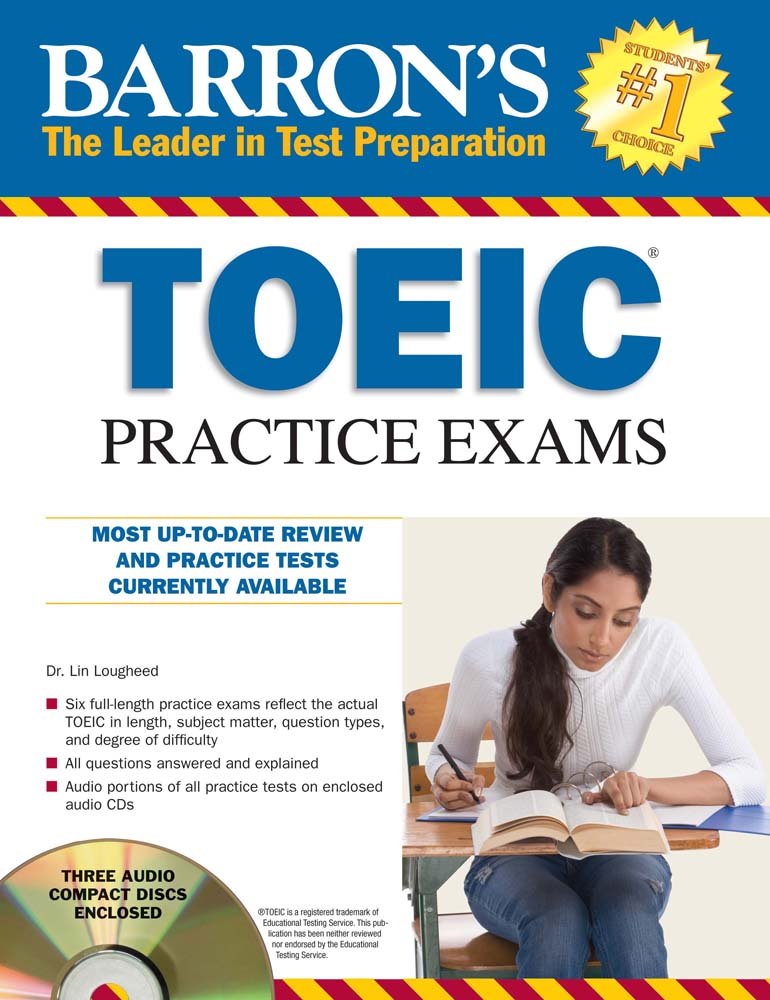 BARRON'S
The Leader in Test Preparation
STUDENTS'
#1
CHOICE
TOEIC®
PRACTICE EXAMS
MOST UP-TO-DATE REVIEW
AND PRACTICE TESTS
CURRENTLY AVAILABLE
Dr. Lin Lougheed
■ Six full-length practice exams reflect the actual
TOEIC in length, subject matter, question types,
and degree of difficulty
■ All questions answered and explained
■ Audio portions of all practice tests on enclosed
audio CDs
THREE AUDIO
COMPACT DISCS
ENCLOSED
®TOEIC is a registered trademark of
Educational Testing Service. This pub-
lication has been neither reviewed
nor endorsed by the Educational
Testing Service.